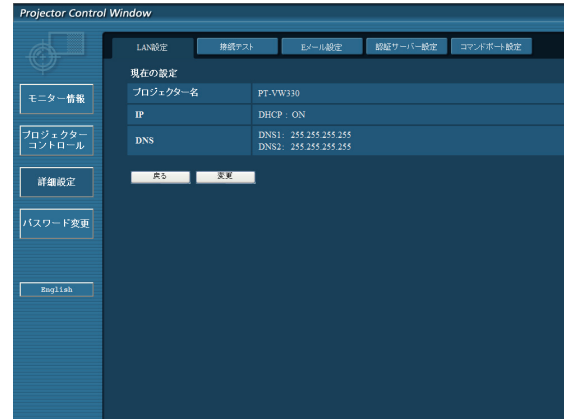 Projector Control Window
LAN設定 接続テスト Eメール設定 認証サーバー設定 コマンドポート設定
現在の設定
プロジェクター名 PT-VW330
IP DHCP : ON
DNS DNS1: 255.255.255.255
DNS2: 255.255.255.255
戻る 変更
モニター情報
プロジェクター
コントロール
詳細設定
パスワード変更
English